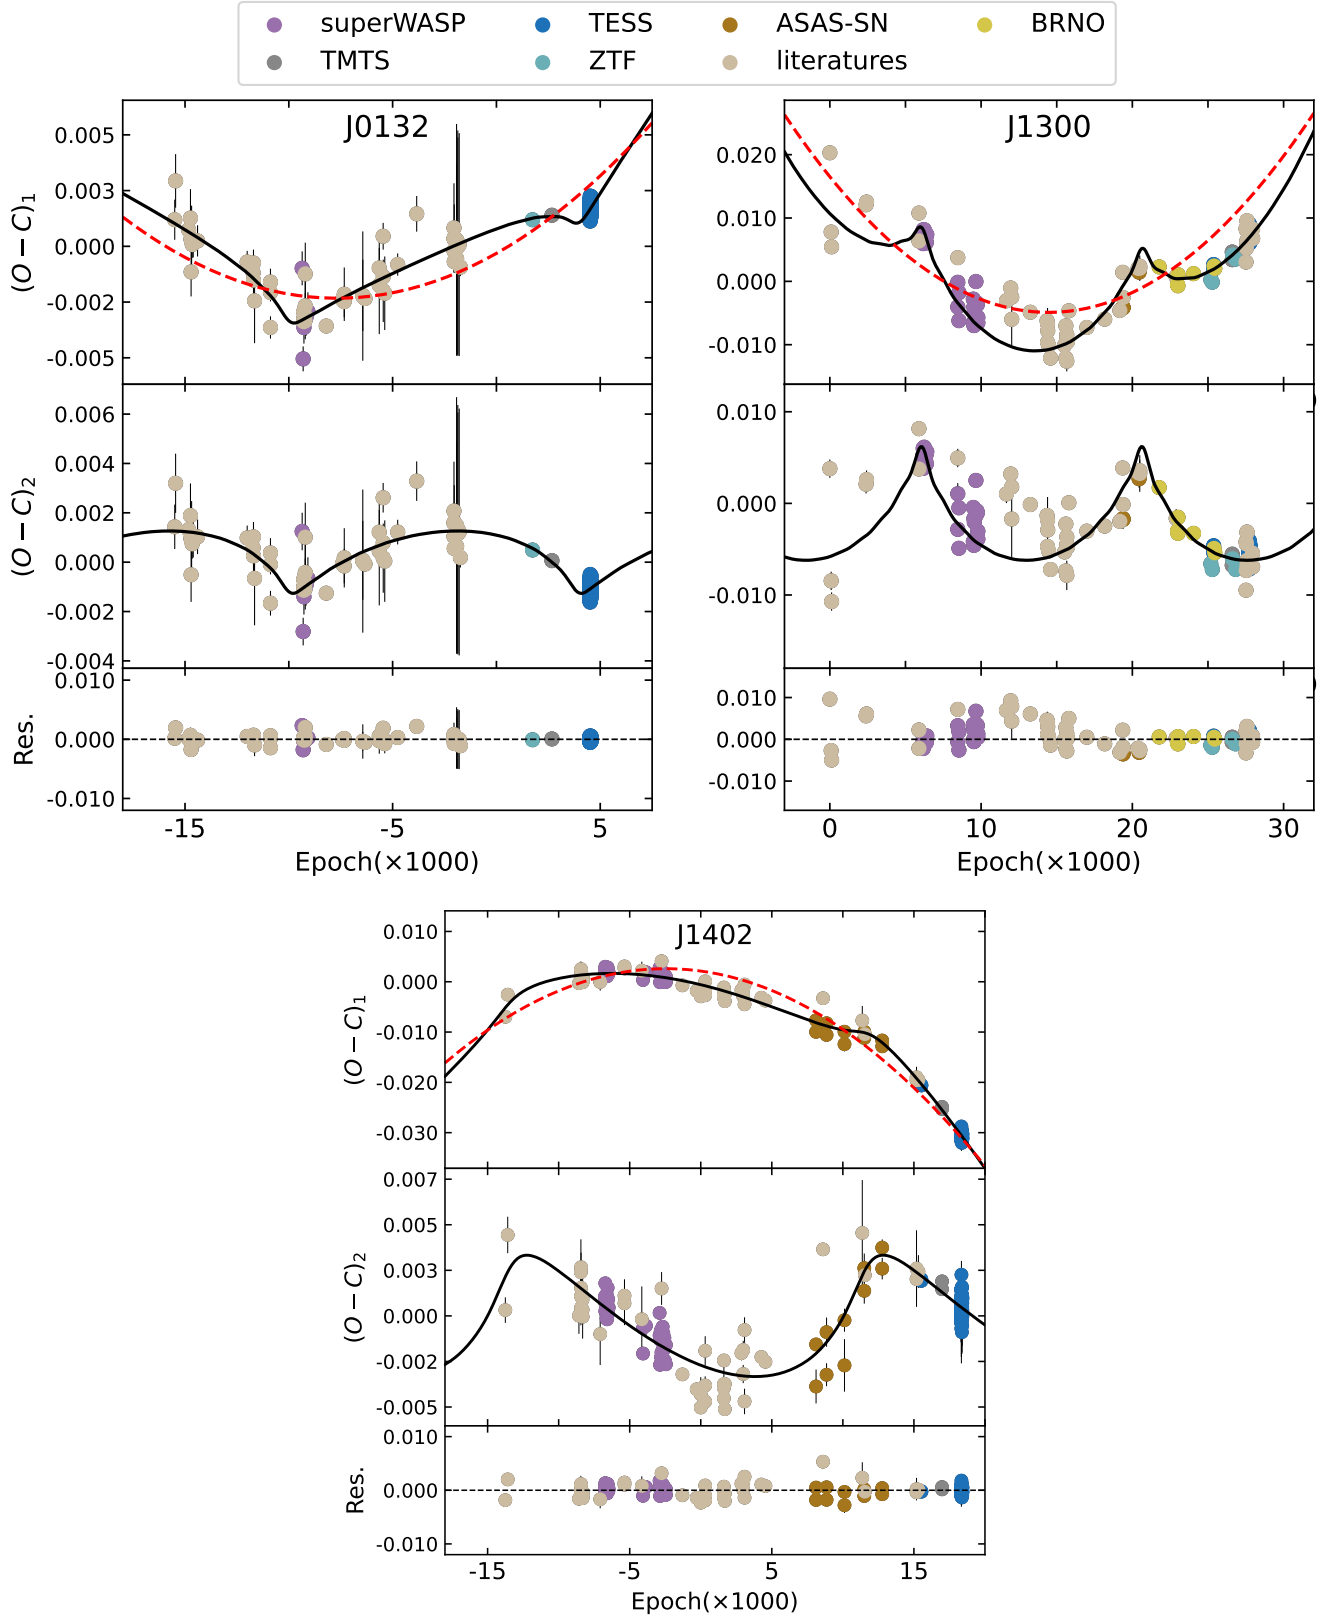 superWASP TESS ASAS-SN BRNO
TMTS ZTF literatures
J0132
(O − C)₁
0.005
0.003
0.000
-0.002
-0.005
(O − C)₂
0.006
0.004
0.002
0.000
-0.002
-0.004
Res.
0.010
0.000
-0.010
-15 -5 5
Epoch(×1000)
J1300
0.020
0.010
0.000
-0.010
0.010
0.000
-0.010
0.010
0.000
-0.010
0 10 20 30
Epoch(×1000)
J1402
(O − C)₁
0.010
0.000
-0.010
-0.020
-0.030
(O − C)₂
0.007
0.005
0.003
0.000
-0.002
-0.005
Res.
0.010
0.000
-0.010
-15 -5 5 15
Epoch(×1000)